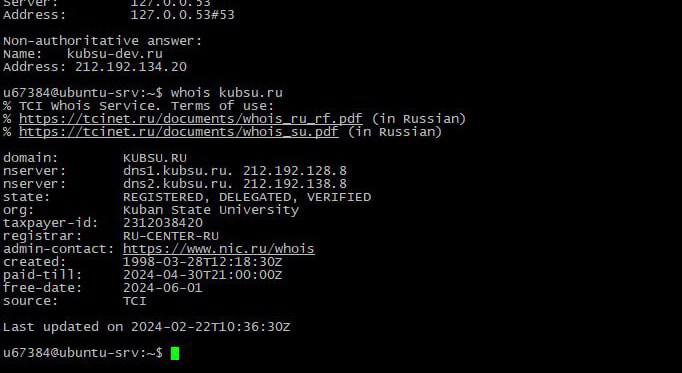 Server: 127.0.0.53
Address: 127.0.0.53#53
Non-authoritative answer:
Name: kubsu-dev.ru
Address: 212.192.134.20
u67384@ubuntu-srv:~$ whois kubsu.ru
% TCI Whois Service. Terms of use:
% https://tcinet.ru/documents/whois_ru_rf.pdf (in Russian)
% https://tcinet.ru/documents/whois_su.pdf (in Russian)
domain: KUBSU.RU
nserver: dns1.kubsu.ru. 212.192.128.8
nserver: dns2.kubsu.ru. 212.192.138.8
state: REGISTERED, DELEGATED, VERIFIED
org: Kuban State University
taxpayer-id: 2312038420
registrar: RU-CENTER-RU
admin-contact: https://www.nic.ru/whois
created: 1998-03-28T12:18:30Z
paid-till: 2024-04-30T21:00:00Z
free-date: 2024-06-01
source: TCI
Last updated on 2024-02-22T10:36:30Z
u67384@ubuntu-srv:~$